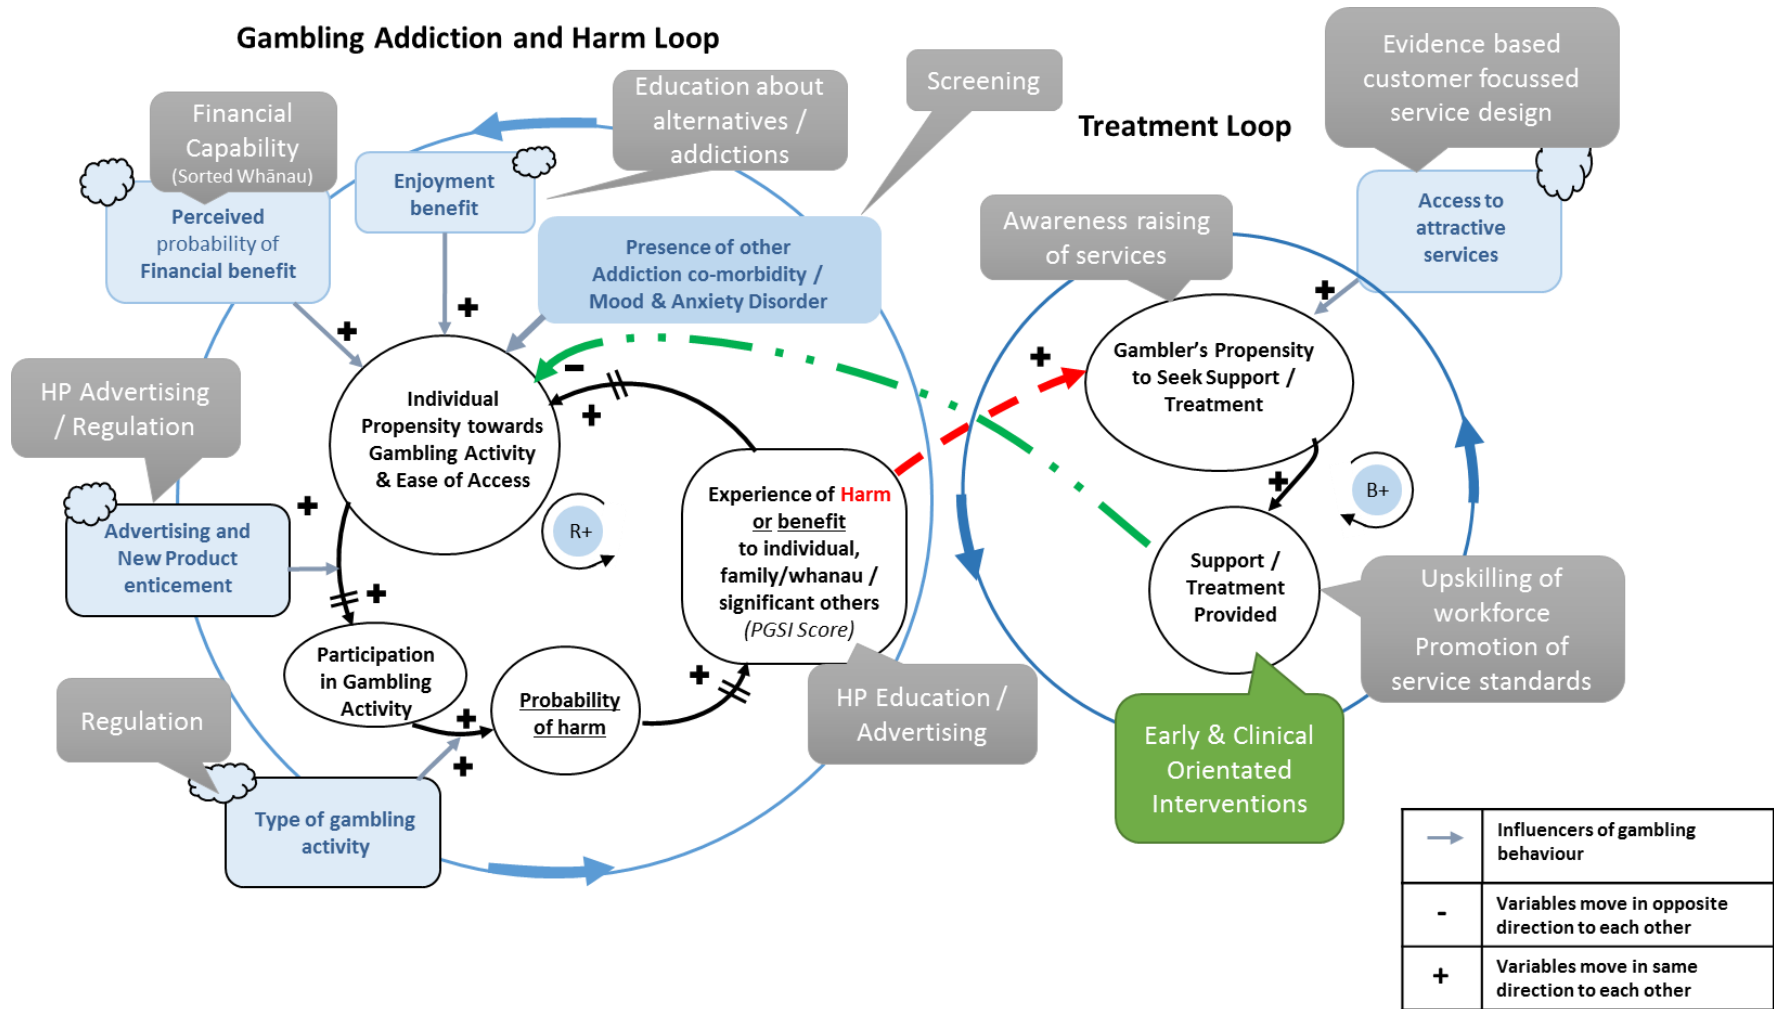 Gambling Addiction and Harm Loop
Financial
Capability
(Sorted Whānau)
Education about
alternatives /
addictions
Screening
Treatment Loop
Evidence based
customer focussed
service design
Enjoyment
benefit
Perceived
probability of
Financial benefit
Presence of other
Addiction co-morbidity /
Mood & Anxiety Disorder
Awareness raising
of services
Access to
attractive
services
+
+
+
-
+
+
HP Advertising
/ Regulation
Individual
Propensity towards
Gambling Activity
& Ease of Access
Gambler's Propensity
to Seek Support /
Treatment
+
+
Advertising and
New Product
enticement
R+
Experience of Harm
or benefit
to individual,
family/whanau /
significant others
(PGSI Score)
B+
Support /
Treatment
Provided
Upskilling of
workforce
Promotion of
service standards
+
Participation
in Gambling
Activity
+
+
Probability
of harm
+
HP Education /
Advertising
Regulation
Type of gambling
activity
Early & Clinical
Orientated
Interventions
Influencers of gambling
behaviour
-
Variables move in opposite
direction to each other
+
Variables move in same
direction to each other